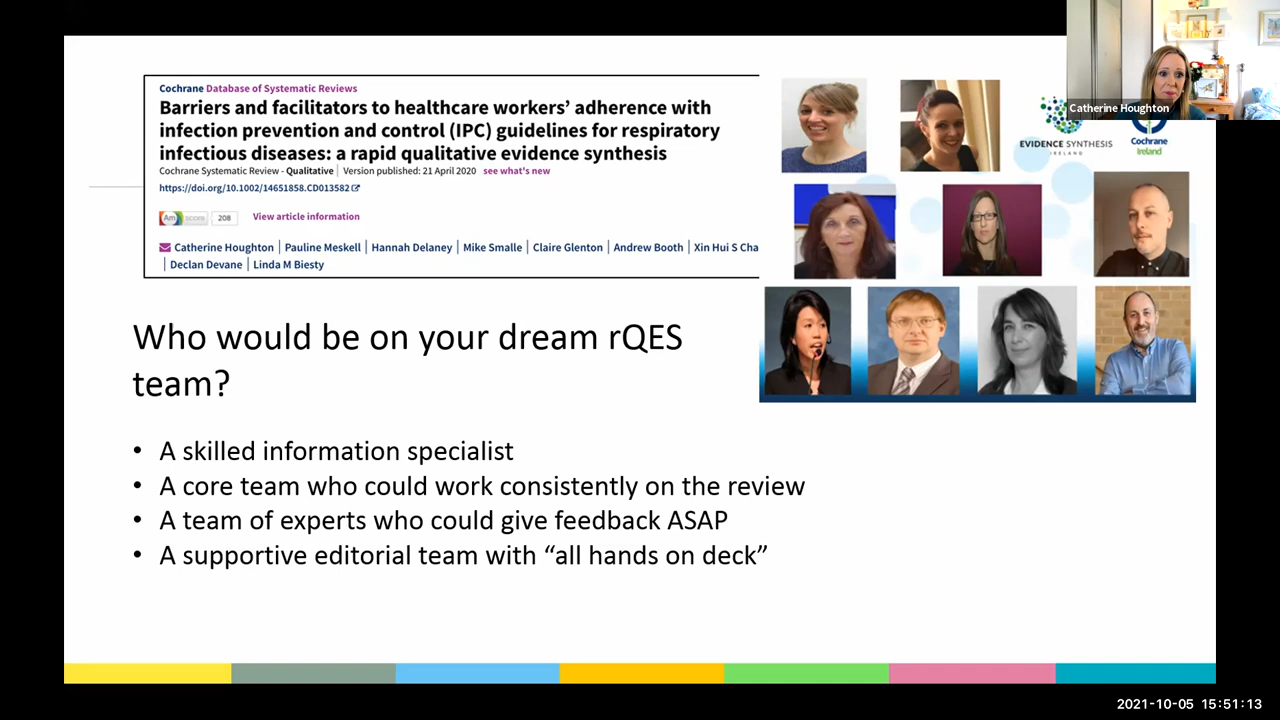 Cochrane Database of Systematic Reviews
Barriers and facilitators to healthcare workers’ adherence with
infection prevention and control (IPC) guidelines for respiratory
infectious diseases: a rapid qualitative evidence synthesis
Cochrane Systematic Review - Qualitative | Version published: 21 April 2020 see what's new
https://doi.org/10.1002/14651858.CD013582
Am score 208 View article information
Catherine Houghton | Pauline Meskell | Hannah Delaney | Mike Smalle | Claire Glenton | Andrew Booth | Xin Hui S Cha
| Declan Devane | Linda M Biesty
Catherine Houghton
EVIDENCE SYNTHESIS
IRELAND
Cochrane
Ireland
Who would be on your dream rQES
team?
• A skilled information specialist
• A core team who could work consistently on the review
• A team of experts who could give feedback ASAP
• A supportive editorial team with “all hands on deck”
2021-10-05 15:51:13